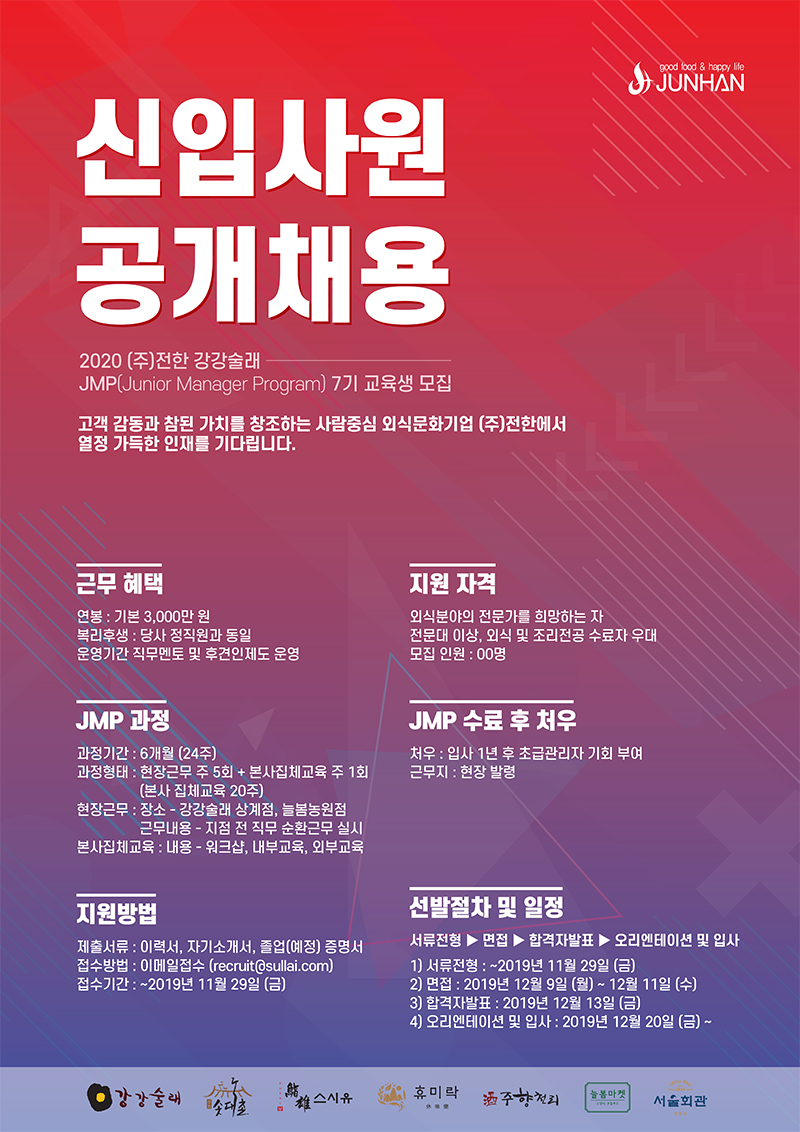 good food & happy life
JUNHAN
신입사원
공개채용
2020 (주)전한 강강술래
JMP(Junior Manager Program) 7기 교육생 모집
고객 감동과 참된 가치를 창조하는 사람중심 외식문화기업 (주)전한에서
열정 가득한 인재를 기다립니다.
근무 혜택
연봉 : 기본 3,000만 원
복리후생 : 당사 정직원과 동일
운영기간 직무멘토 및 후견인제도 운영
지원 자격
외식분야의 전문가를 희망하는 자
전문대 이상, 외식 및 조리전공 수료자 우대
모집 인원 : 00명
JMP 과정
과정기간 : 6개월 (24주)
과정형태 : 현장근무 주 5회 + 본사집체교육 주 1회
(본사 집체교육 20주)
현장근무 : 장소 - 강강술래 상계점, 늘봄농원점
근무내용 - 지점 전 직무 순환근무 실시
본사집체교육 : 내용 - 워크샵, 내부교육, 외부교육
JMP 수료 후 처우
처우 : 입사 1년 후 초급관리자 기회 부여
근무지 : 현장 발령
지원방법
제출서류 : 이력서, 자기소개서, 졸업(예정) 증명서
접수방법 : 이메일접수 (recruit@sullai.com)
접수기간 : ~2019년 11월 29일 (금)
선발절차 및 일정
서류전형 ▶ 면접 ▶ 합격자발표 ▶ 오리엔테이션 및 입사
1) 서류전형 : ~2019년 11월 29일 (금)
2) 면접 : 2019년 12월 9일 (월) ~ 12월 11일 (수)
3) 합격자발표 : 2019년 12월 13일 (금)
4) 오리엔테이션 및 입사 : 2019년 12월 20일 (금) ~
강강술래
스시유
휴미락
주향천리
늘봄마켓
서울회관